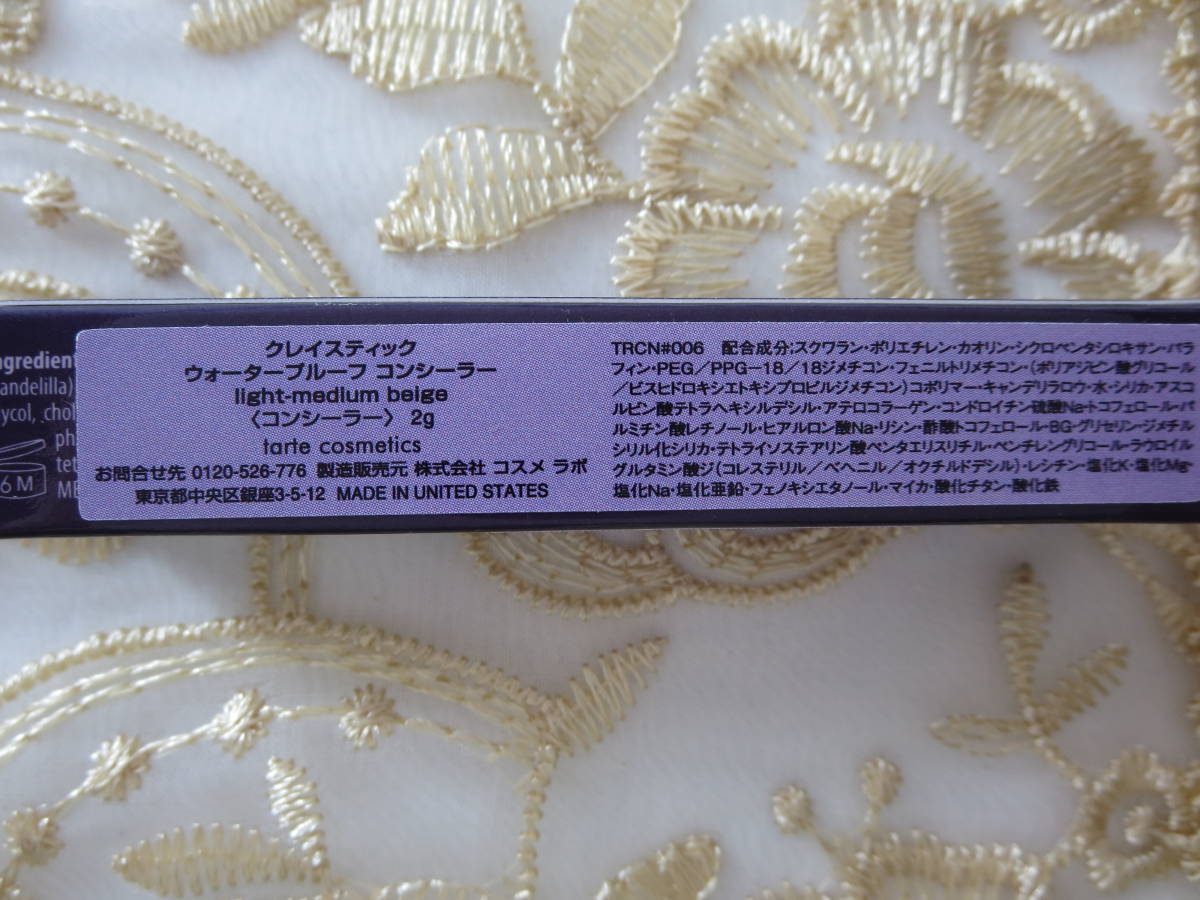 ngredient
andelilla)
ycol, chol
ph
tet
6 M
クレイスティック
ウォータープルーフ コンシーラー
light-medium beige
〈コンシーラー〉 2g
tarte cosmetics
お問合せ先 0120-526-776 製造販売元 株式会社 コスメ ラボ
東京都中央区銀座3-5-12 MADE IN UNITED STATES
TRCN#006 配合成分;スクワラン・ポリエチレン・カオリン・シクロペンタシロキサン・パラ
フィン・PEG／PPG-18／18ジメチコン・フェニルトリメチコン・(ポリアジピン酸グリコール
／ビスヒドロキシエトキシプロピルジメチコン)コポリマー・キャンデリラロウ・水・シリカ・アスコ
ルビン酸テトラヘキシルデシル・アテロコラーゲン・コンドロイチン硫酸Na・トコフェロール・パ
ルミチン酸レチノール・ヒアルロン酸Na・リシン・酢酸トコフェロール・BG・グリセリン・ジメチル
シリル化シリカ・テトライソステアリン酸ペンタエリスリチル・ペンチレングリコール・ラウロイル
グルタミン酸ジ(コレステリル／ベヘニル／オクチルドデシル)・レシチン・塩化K・塩化Mg・
塩化Na・塩化亜鉛・フェノキシエタノール・マイカ・酸化チタン・酸化鉄